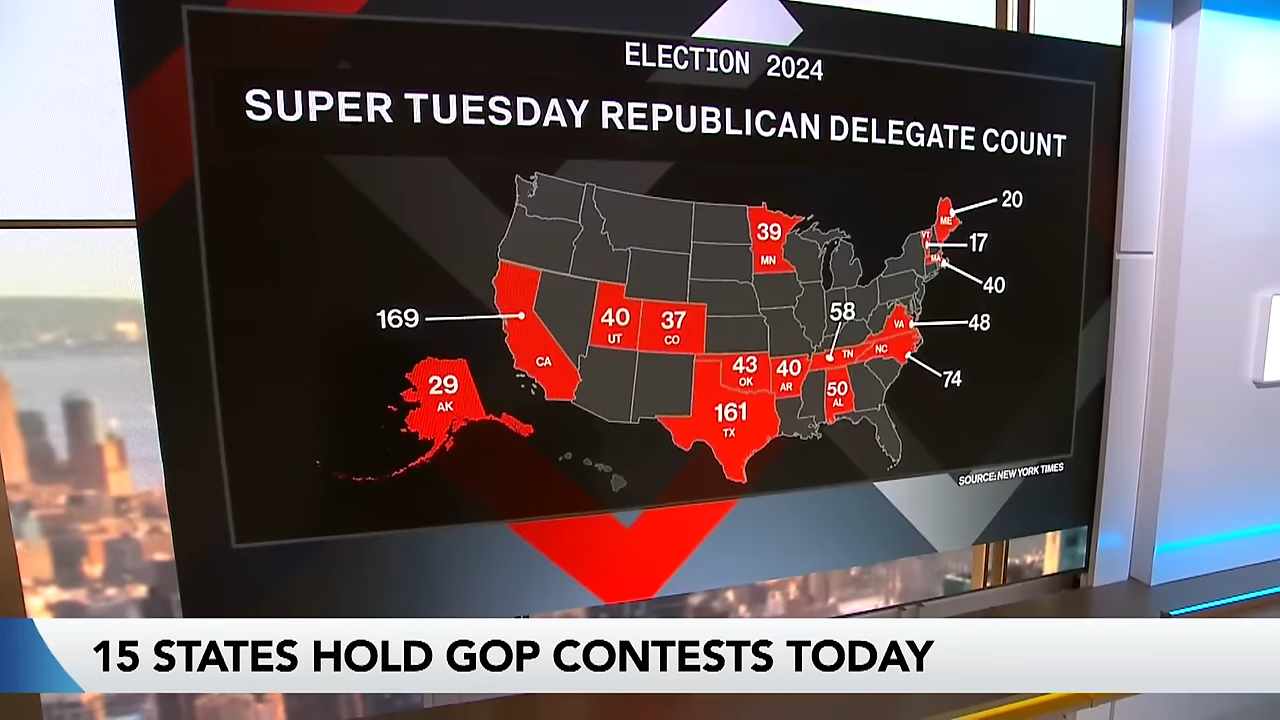 ELECTION 2024
SUPER TUESDAY REPUBLICAN DELEGATE COUNT
20
ME
39
MN
VT
17
MA
40
169
58
40
UT
37
CO
VA
48
CA
TN
NC
43
OK
40
AR
74
29
AK
50
AL
161
TX
SOURCE: NEW YORK TIMES
15 STATES HOLD GOP CONTESTS TODAY